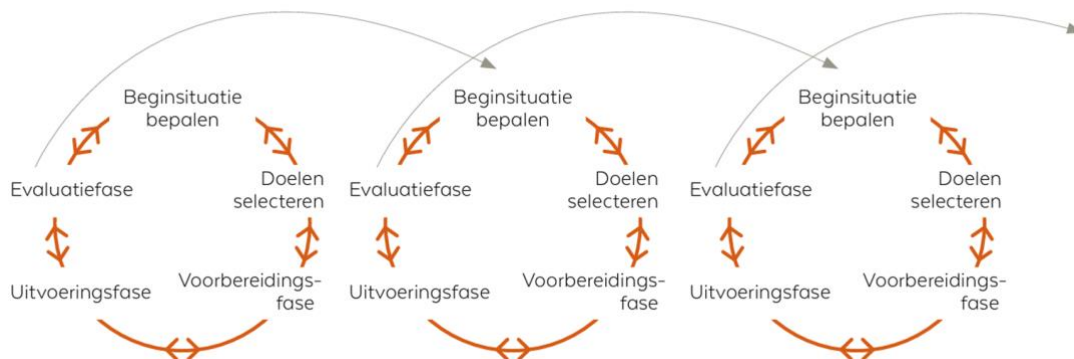 Beginsituatie
bepalen
Doelen
selecteren
Voorbereidings-
fase
Uitvoeringsfase
Evaluatiefase
Beginsituatie
bepalen
Doelen
selecteren
Voorbereidings-
fase
Uitvoeringsfase
Evaluatiefase
Beginsituatie
bepalen
Doelen
selecteren
Voorbereidings-
fase
Uitvoeringsfase
Evaluatiefase